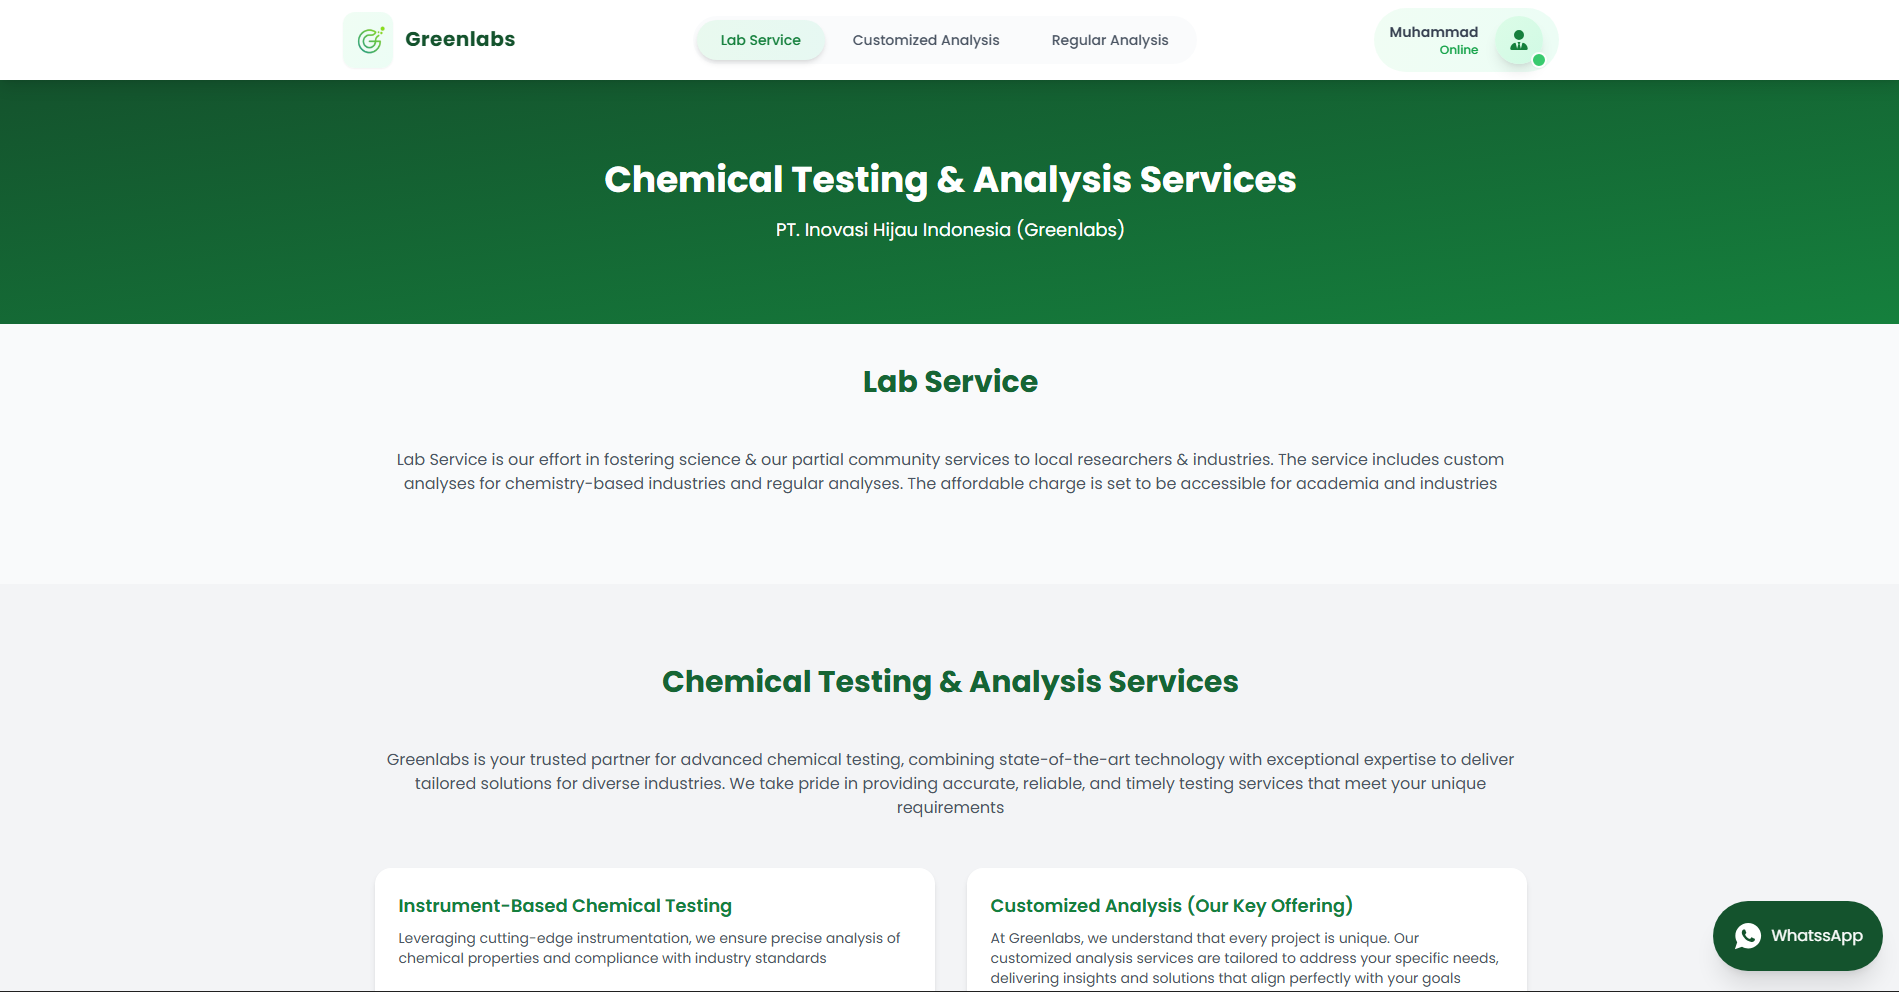 Greenlabs
Lab Service
Customized Analysis
Regular Analysis
Muhammad
Online
Chemical Testing & Analysis Services
PT. Inovasi Hijau Indonesia (Greenlabs)
Lab Service
Lab Service is our effort in fostering science & our partial community services to local researchers & industries. The service includes custom
analyses for chemistry-based industries and regular analyses. The affordable charge is set to be accessible for academia and industries
Chemical Testing & Analysis Services
Greenlabs is your trusted partner for advanced chemical testing, combining state-of-the-art technology with exceptional expertise to deliver
tailored solutions for diverse industries. We take pride in providing accurate, reliable, and timely testing services that meet your unique
requirements
Instrument-Based Chemical Testing
Leveraging cutting-edge instrumentation, we ensure precise analysis of
chemical properties and compliance with industry standards
Customized Analysis (Our Key Offering)
At Greenlabs, we understand that every project is unique. Our
customized analysis services are tailored to address your specific needs,
delivering insights and solutions that align perfectly with your goals
WhatssApp